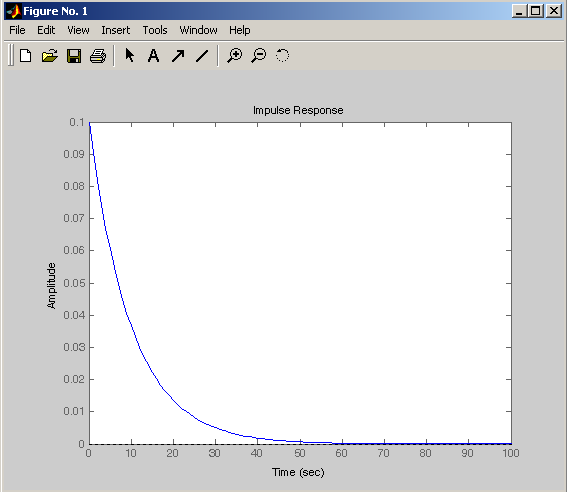 Figure No. 1
File Edit View Insert Tools Window Help
A
Impulse Response
0.1
0.09
0.08
0.07
0.06
0.05
0.04
0.03
0.02
0.01
0
Amplitude
0 10 20 30 40 50 60 70 80 90 100
Time (sec)